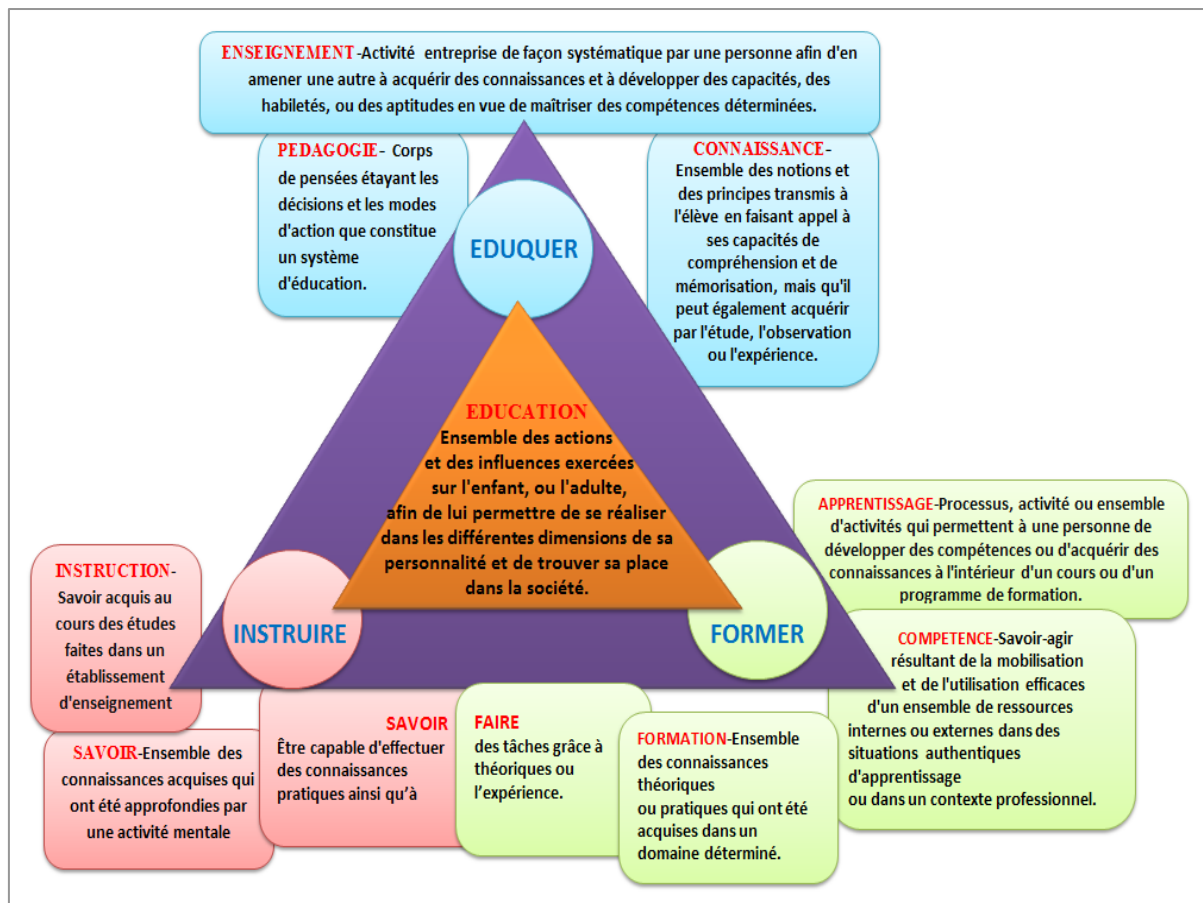 ENSEIGNEMENT-Activité entreprise de façon systématique par une personne afin d'en
amener une autre à acquérir des connaissances et à développer des capacités, des
habiletés, ou des aptitudes en vue de maîtriser des compétences déterminées.
PEDAGOGIE- Corps
de pensées étayant les
décisions et les modes
d'action que constitue
un système
d'éducation.
CONNAISSANCE-
Ensemble des notions et
des principes transmis à
l'élève en faisant appel à
ses capacités de
compréhension et de
mémorisation, mais qu'il
peut également acquérir
par l'étude, l'observation
ou l'expérience.
EDUQUER
EDUCATION
Ensemble des actions
et des influences exercées
sur l'enfant, ou l'adulte,
afin de lui permettre de se réaliser
dans les différentes dimensions de sa
personnalité et de trouver sa place
dans la société.
INSTRUIRE
FORMER
INSTRUCTION-
Savoir acquis au
cours des études
faites dans un
établissement
d'enseignement
SAVOIR-Ensemble des
connaissances acquises qui
ont été approfondies par
une activité mentale
SAVOIR
Être capable d'effectuer
des connaissances
pratiques ainsi qu'à
FAIRE
des tâches grâce à
théoriques ou
l'expérience.
FORMATION-Ensemble
des connaissances
théoriques
ou pratiques qui ont été
acquises dans un
domaine déterminé.
APPRENTISSAGE-Processus, activité ou ensemble
d'activités qui permettent à une personne de
développer des compétences ou d'acquérir des
connaissances à l'intérieur d'un cours ou d'un
programme de formation.
COMPETENCE-Savoir-agir
résultant de la mobilisation
et de l'utilisation efficaces
d'un ensemble de ressources
internes ou externes dans des
situations authentiques
d'apprentissage
ou dans un contexte professionnel.